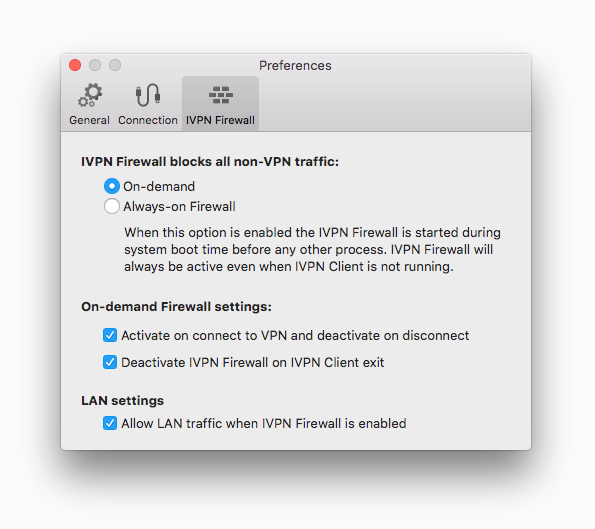 Preferences
General Connection IVPN Firewall
IVPN Firewall blocks all non-VPN traffic:
On-demand
Always-on Firewall
When this option is enabled the IVPN Firewall is started during
system boot time before any other process. IVPN Firewall will
always be active even when IVPN Client is not running.
On-demand Firewall settings:
Activate on connect to VPN and deactivate on disconnect
Deactivate IVPN Firewall on IVPN Client exit
LAN settings
Allow LAN traffic when IVPN Firewall is enabled